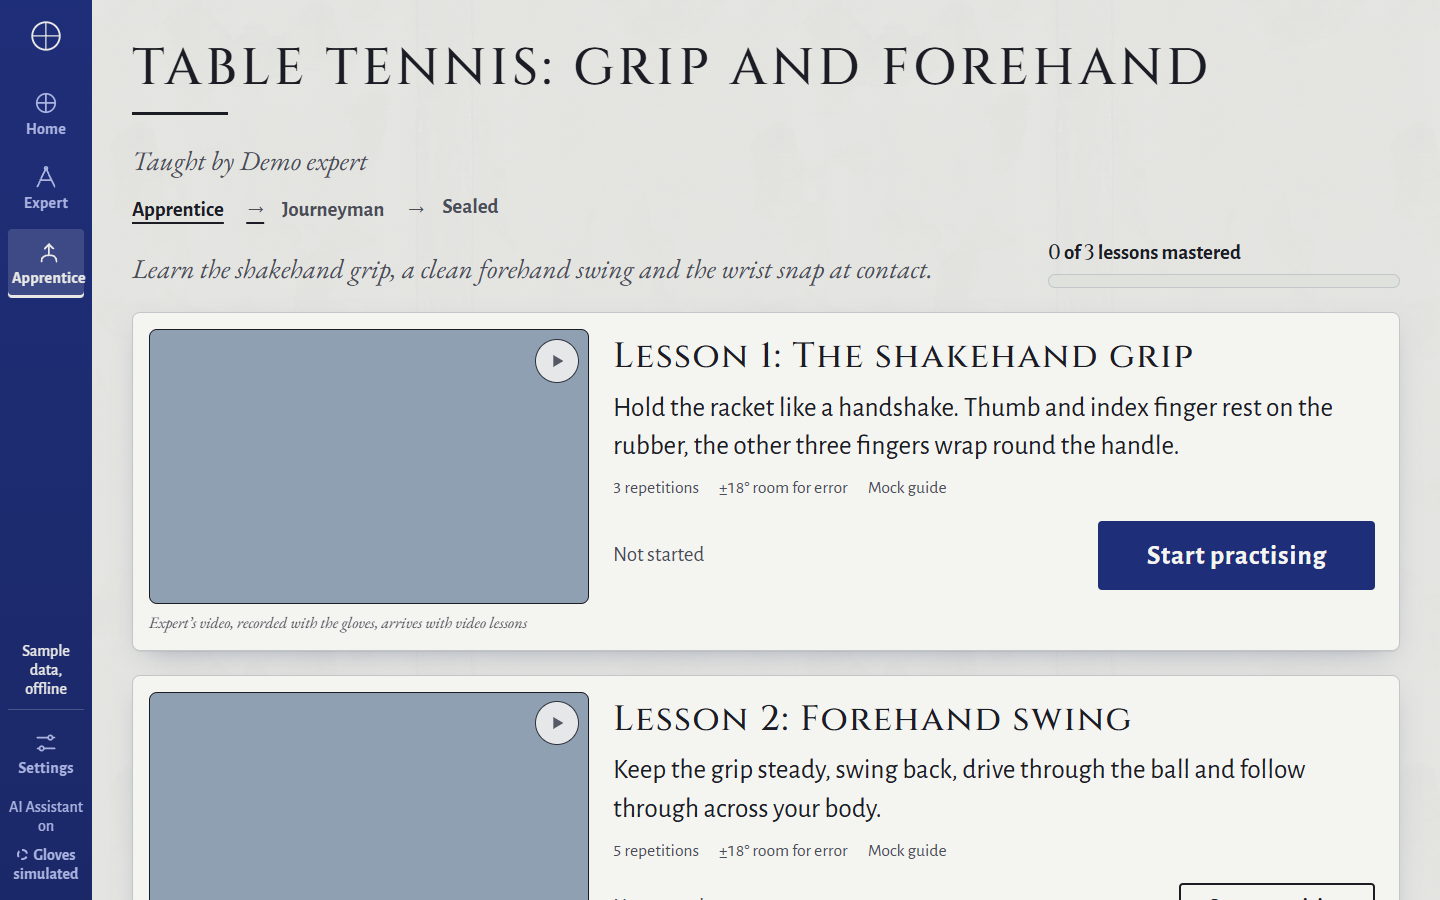 TABLE TENNIS: GRIP AND FOREHAND
Taught by Demo expert
Apprentice → Journeyman → Sealed
Learn the shakehand grip, a clean forehand swing and the wrist snap at contact.
0 of 3 lessons mastered
Home
Expert
Apprentice
Sample
data,
offline
Settings
AI Assistant
on
Gloves
simulated
Lesson 1: The shakehand grip
Hold the racket like a handshake. Thumb and index finger rest on the
rubber, the other three fingers wrap round the handle.
3 repetitions ±18° room for error Mock guide
Not started
Start practising
Expert's video, recorded with the gloves, arrives with video lessons
Lesson 2: Forehand swing
Keep the grip steady, swing back, drive through the ball and follow
through across your body.
5 repetitions ±18° room for error Mock guide